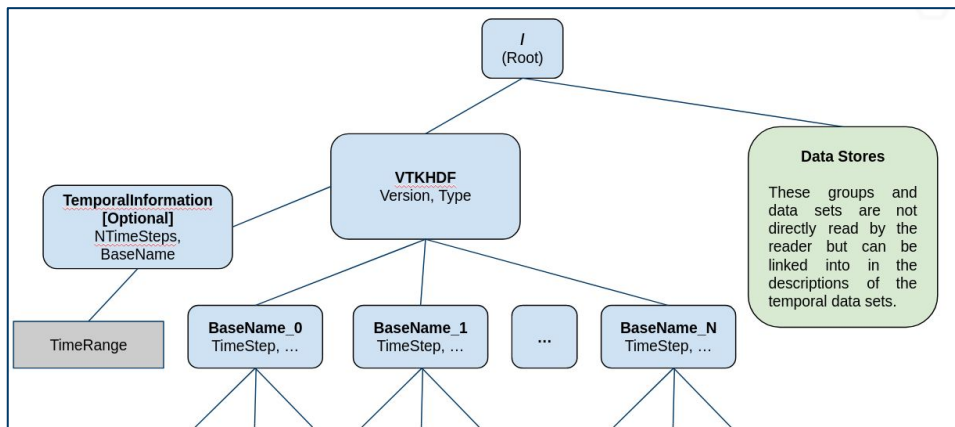 /
(Root)
VTKHDF
Version, Type
Data Stores
These groups and
data sets are not
directly read by the
reader but can be
linked into in the
descriptions of the
temporal data sets.
TemporalInformation
[Optional]
NTimeSteps,
BaseName
TimeRange
BaseName_0
TimeStep, ...
BaseName_1
TimeStep, ...
...
BaseName_N
TimeStep, ...